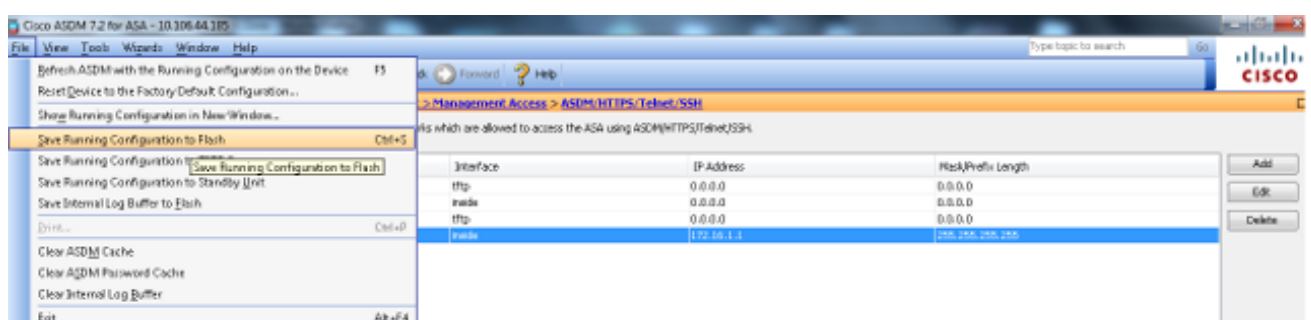 Cisco ASDM 7.2 for ASA - 10.106.44.185
File View Tools Wizards Window Help
Type topic to search Go
CISCO
Refresh ASDM with the Running Configuration on the Device F5
Reset Device to the Factory Default Configuration...
Show Running Configuration in New Window...
Save Running Configuration to Flash Ctrl+S
Save Running Configuration to
Save Running Configuration to Flash
Save Running Configuration to Standby Unit
Save Internal Log Buffer to Flash
Print... Ctrl+P
Clear ASDM Cache
Clear ASDM Password Cache
Clear Internal Log Buffer
Exit Alt+F4
Forward Help
> Management Access > ASDM/HTTPS/Telnet/SSH
which are allowed to access the ASA using ASDM/HTTPS/Telnet/SSH.
Interface IP Address Mask/Prefix Length
tftp 0.0.0.0 0.0.0.0
inside 0.0.0.0 0.0.0.0
tftp 0.0.0.0 0.0.0.0
inside 172.16.1.1 255.255.255.255
Add
Edit
Delete